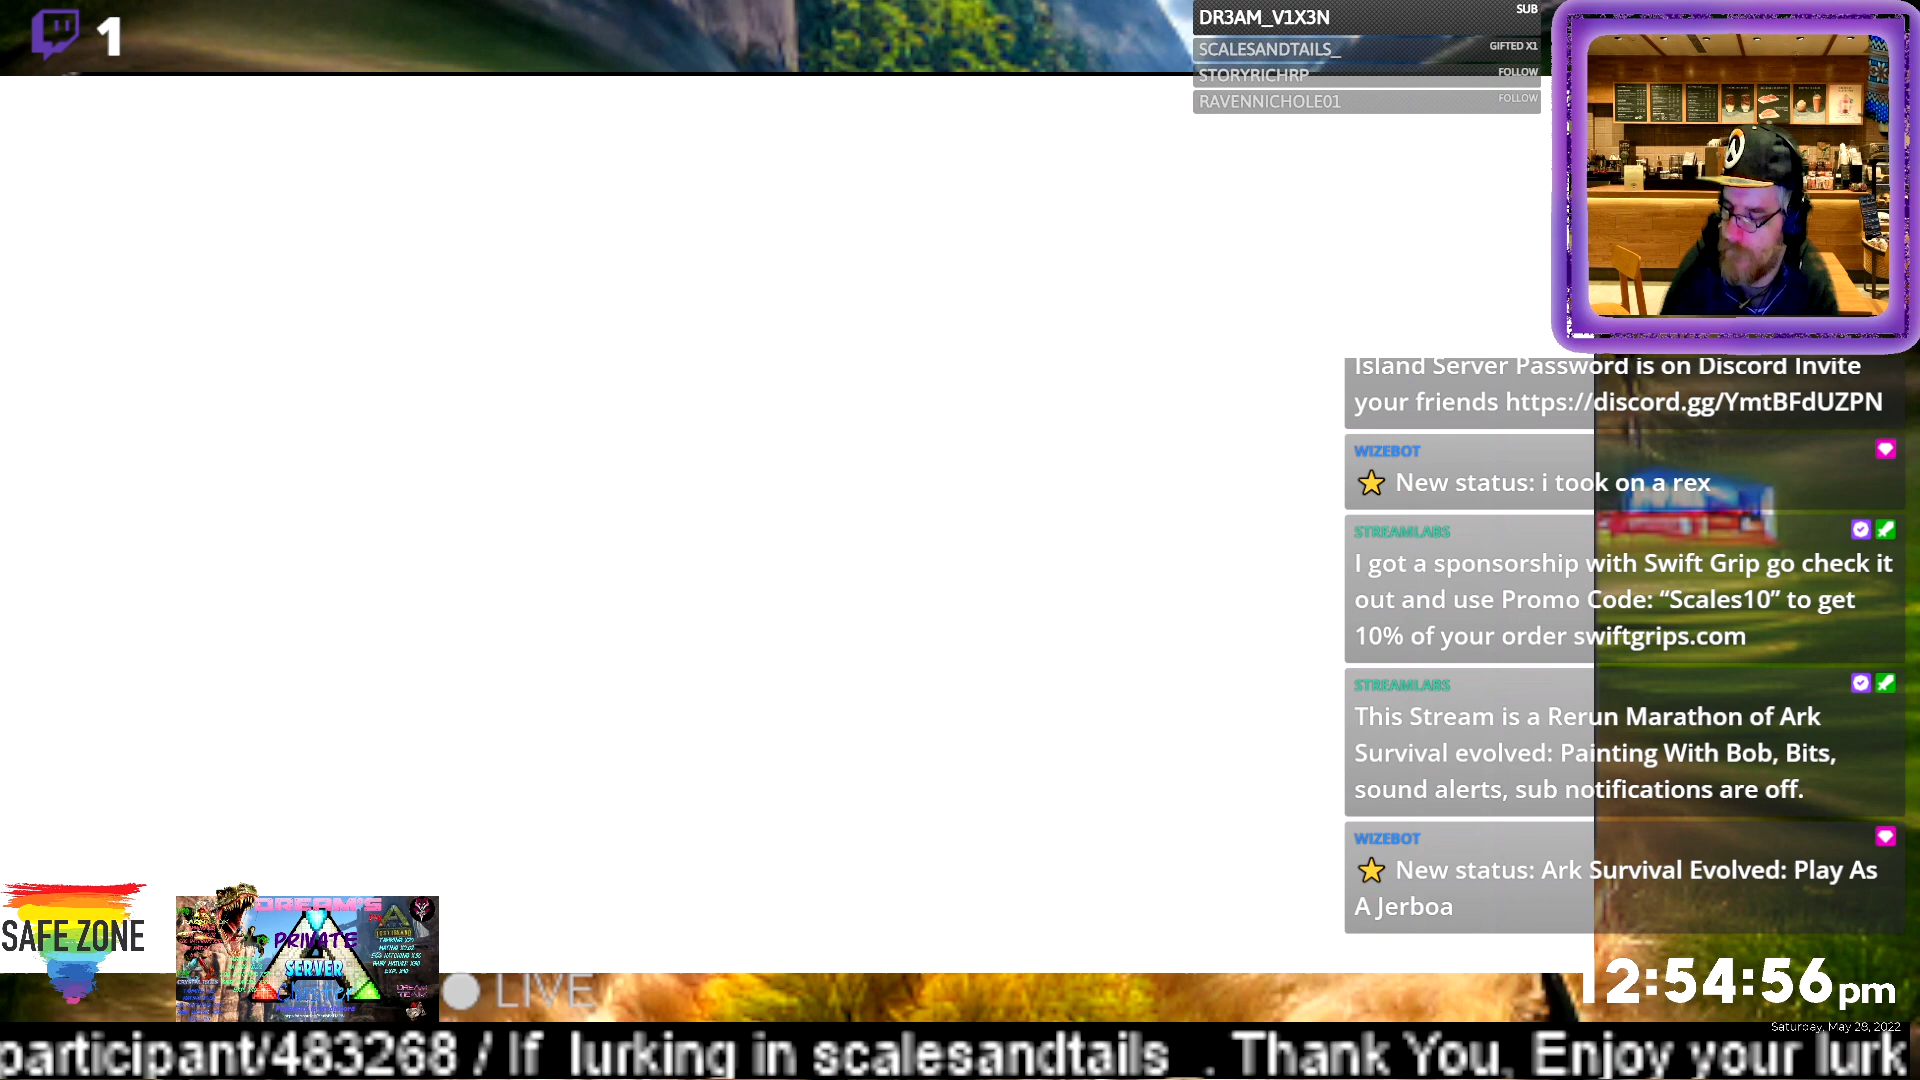 1
DR3AM_V1X3N SUB
SCALESANDTAILS_ GIFTED X1
STORYRICHRP FOLLOW
RAVENNICHOLE01 FOLLOW
Island Server Password is on Discord Invite
your friends https://discord.gg/YmtBFdUZPN
WIZEBOT
New status: i took on a rex
STREAMLABS
I got a sponsorship with Swift Grip go check it
out and use Promo Code: “Scales10” to get
10% of your order swiftgrips.com
STREAMLABS
This Stream is a Rerun Marathon of Ark
Survival evolved: Painting With Bob, Bits,
sound alerts, sub notifications are off.
WIZEBOT
New status: Ark Survival Evolved: Play As
A Jerboa
SAFE ZONE
DREAM'S
PRIVATE
SERVER
LIVE
12:54:56 pm
Saturday, May 28, 2022
participant/483268 / If lurking in scalesandtails . Thank You, Enjoy your lurk